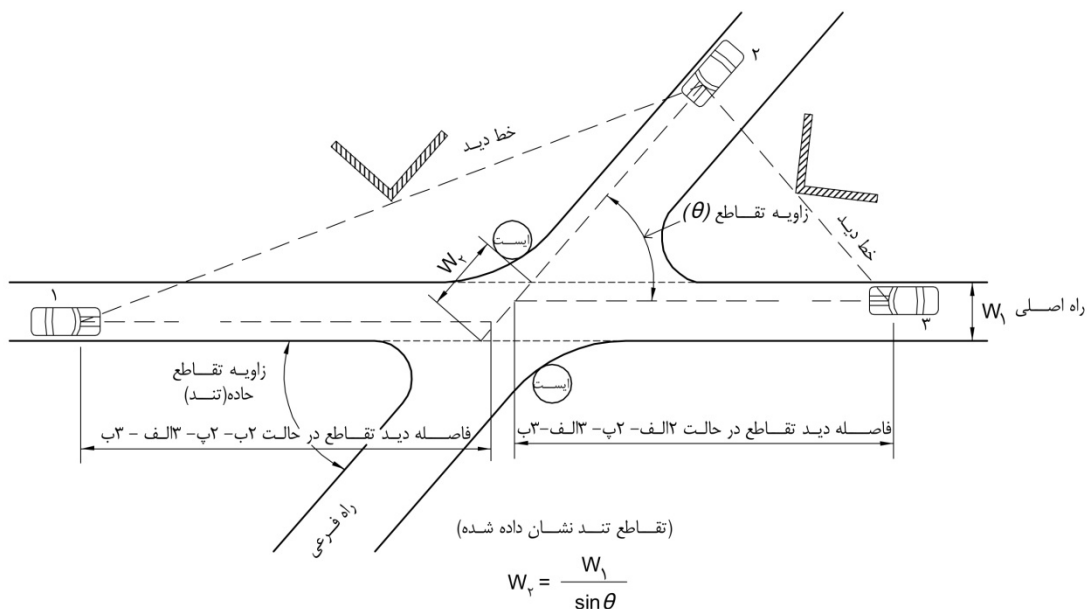 ۲
خط دید
زاویه تقاطع (θ)
خط دید
ایست
W۲
۱
۳
W۱
راه اصلی
زاویه تقاطع
حاده(تند)
ایست
فاصله دید تقاطع در حالت ۲ب- ۲پ- ۳الف - ۳ب
فاصله دید تقاطع در حالت ۲الف- ۲پ- ۳الف-۳ب
راه فرعی
(تقاطع تند نشان داده شده)
W۲ = W۱ / sinθ